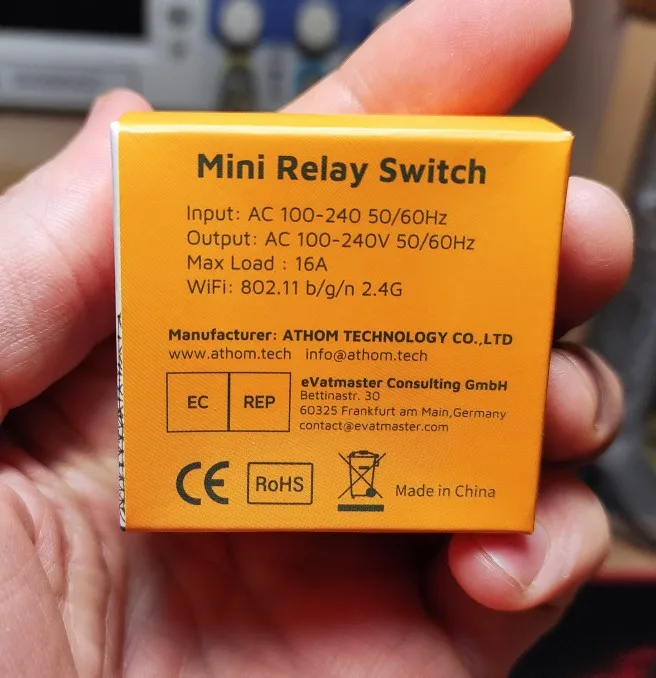 Mini Relay Switch
Input: AC 100-240 50/60Hz
Output: AC 100-240V 50/60Hz
Max Load : 16A
WiFi: 802.11 b/g/n 2.4G
Manufacturer: ATHOM TECHNOLOGY CO.,LTD
www.athom.tech info@athom.tech
EC REP
eVatmaster Consulting GmbH
Bettinastr. 30
60325 Frankfurt am Main,Germany
contact@evatmaster.com
CE RoHS Made in China